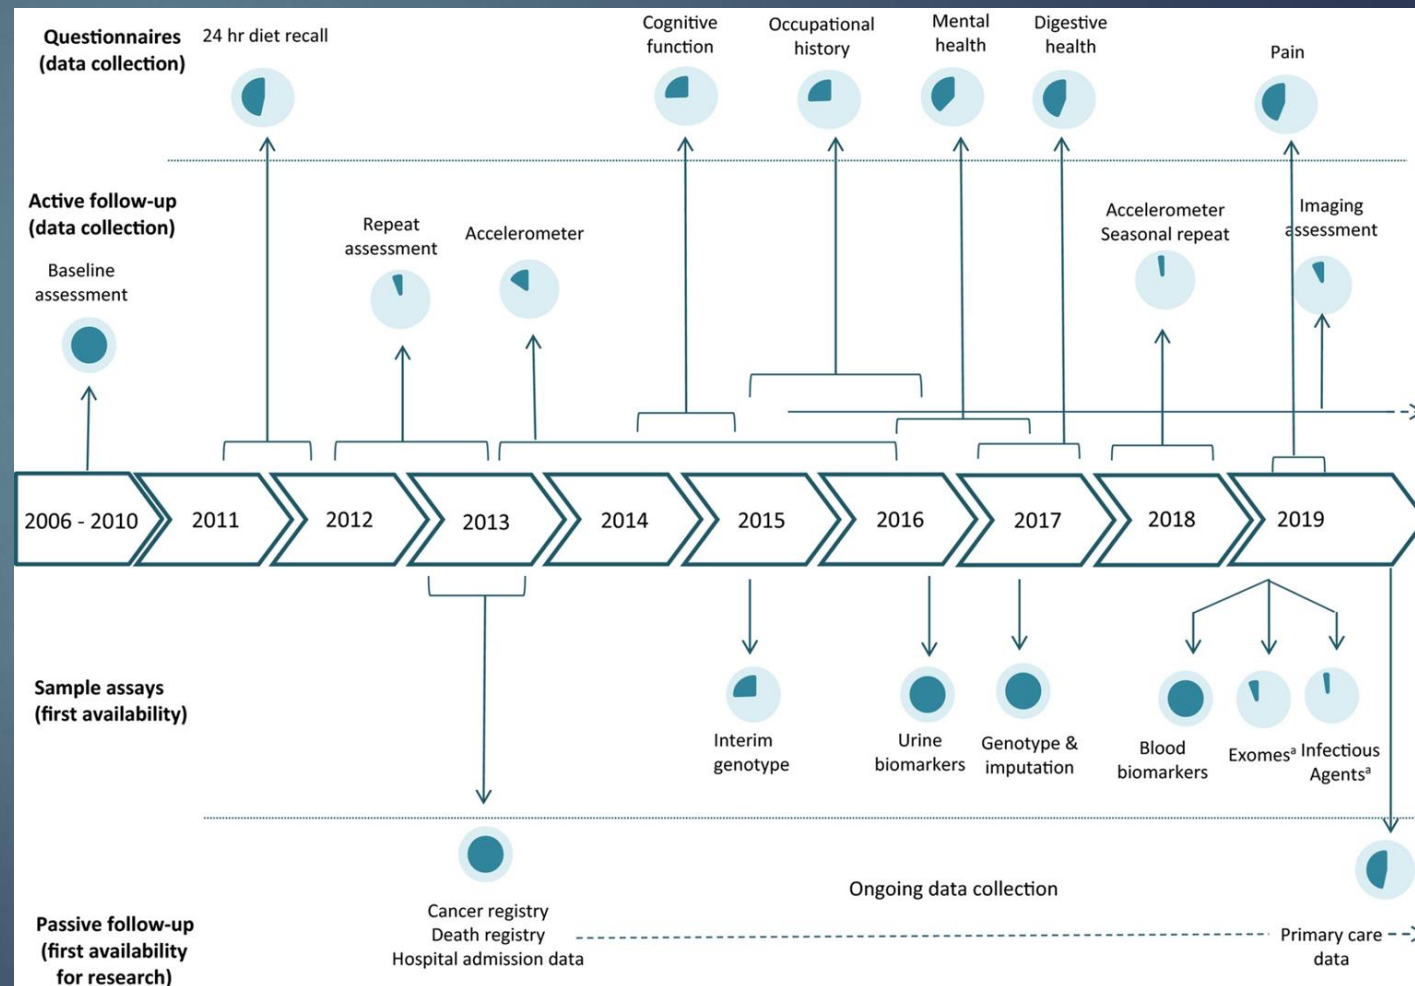 Questionnaires
(data collection)
24 hr diet recall
Cognitive
function
Occupational
history
Mental
health
Digestive
health
Pain
Active follow-up
(data collection)
Baseline
assessment
Repeat
assessment
Accelerometer
Accelerometer
Seasonal repeat
Imaging
assessment
2006 - 2010
2011
2012
2013
2014
2015
2016
2017
2018
2019
Sample assays
(first availability)
Interim
genotype
Urine
biomarkers
Genotype &
imputation
Blood
biomarkers
Exomesᵃ
Infectious
Agentsᵃ
Passive follow-up
(first availability
for research)
Cancer registry
Death registry
Hospital admission data
Ongoing data collection
Primary care
data